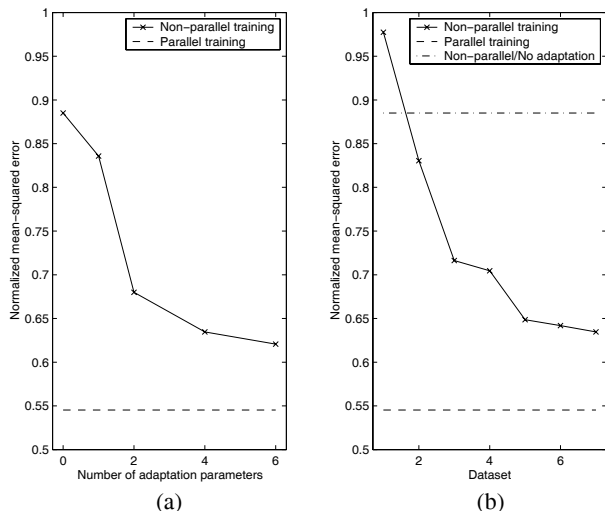 1
0.95
0.9
0.85
0.8
0.75
0.7
0.65
0.6
0.55
0.5
Normalized mean−squared error
Non−parallel training
Parallel training
0
2
4
6
Number of adaptation parameters
(a)
1
0.95
0.9
0.85
0.8
0.75
0.7
0.65
0.6
0.55
0.5
Normalized mean−squared error
Non−parallel training
Parallel training
Non−parallel/No adaptation
2
4
6
Dataset
(b)